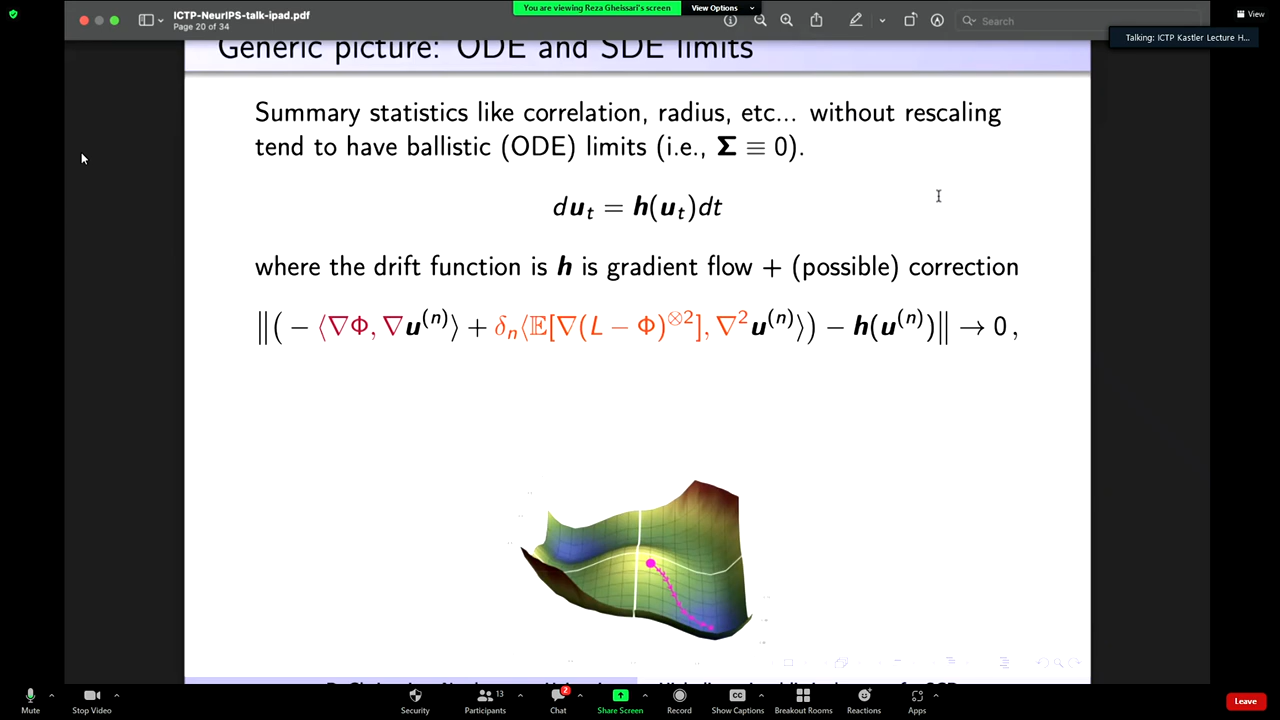 You are viewing Reza Gheissari's screen
View Options
View
ICTP-NeurIPS-talk-ipad.pdf
Page 20 of 34
Search
Talking: ICTP Kastler Lecture H...
Generic picture: ODE and SDE limits
Summary statistics like correlation, radius, etc... without rescaling
tend to have ballistic (ODE) limits (i.e., Σ ≡ 0).
du_t = h(u_t)dt
where the drift function is h is gradient flow + (possible) correction
‖(−⟨∇Φ, ∇u^(n)⟩ + δ_n⟨𝔼[∇(L − Φ)^⊗2], ∇²u^(n)⟩) − h(u^(n))‖ → 0 ,
Mute
Stop Video
Security
Participants
13
Chat
2
Share Screen
Record
Show Captions
Breakout Rooms
Reactions
Apps
Leave